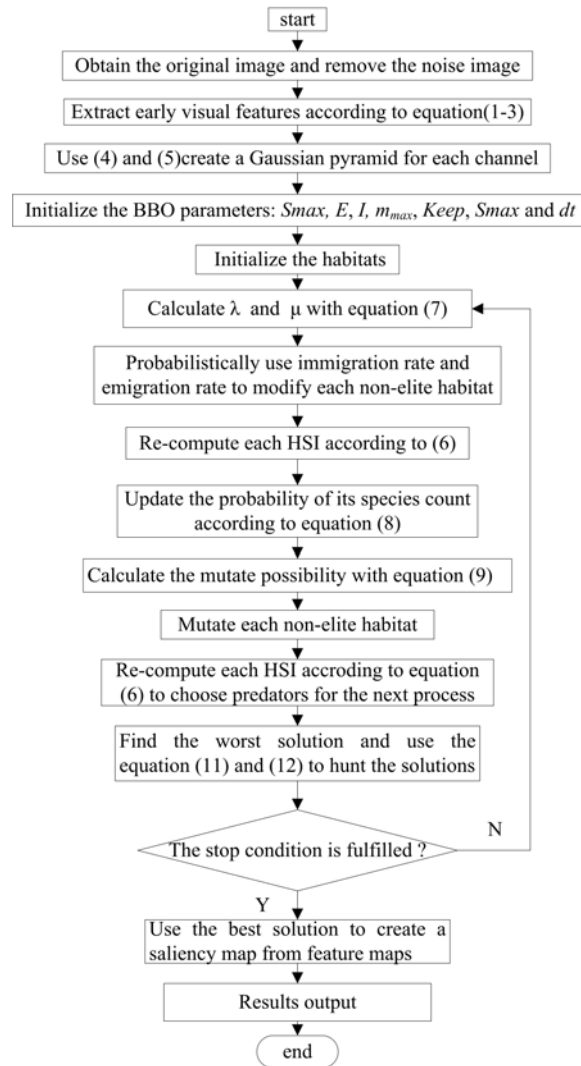 start
Obtain the original image and remove the noise image
Extract early visual features according to equation(1-3)
Use (4) and (5)create a Gaussian pyramid for each channel
Initialize the BBO parameters: Smax, E, I, m_max, Keep, Smax and dt
Initialize the habitats
Calculate λ and μ with equation (7)
Probabilistically use immigration rate and
emigration rate to modify each non-elite habitat
Re-compute each HSI according to (6)
Update the probability of its species count
according to equation (8)
Calculate the mutate possibility with equation (9)
Mutate each non-elite habitat
Re-compute each HSI accroding to equation
(6) to choose predators for the next process
Find the worst solution and use the
equation (11) and (12) to hunt the solutions
N
The stop condition is fulfilled ?
Y
Use the best solution to create a
saliency map from feature maps
Results output
end